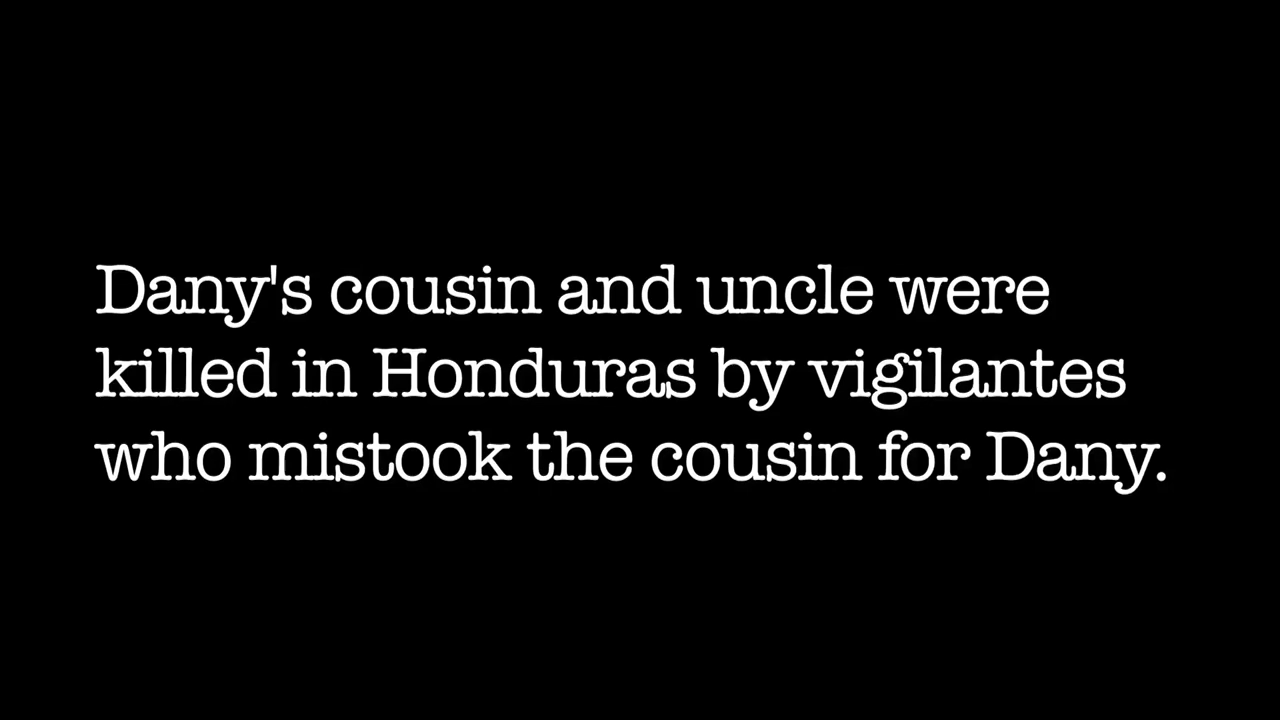 Dany's cousin and uncle were
killed in Honduras by vigilantes
who mistook the cousin for Dany.